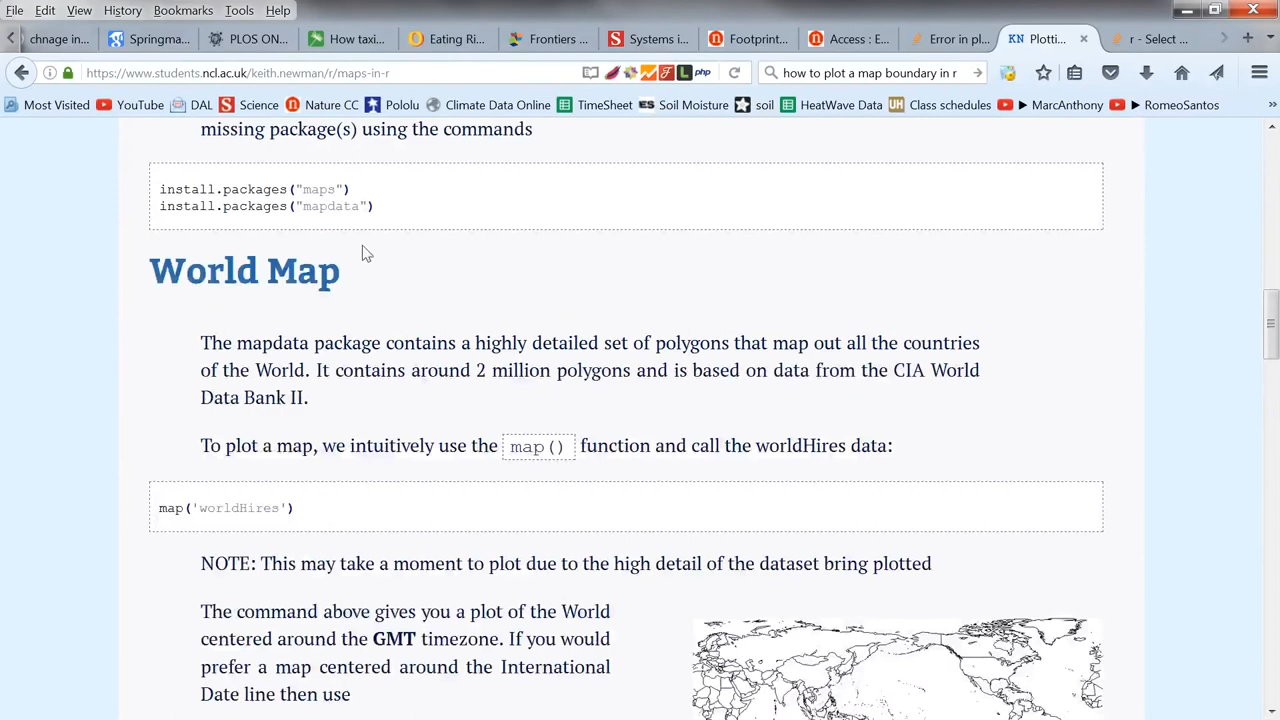 File Edit View History Bookmarks Tools Help
chnage in... Springma... PLOS ON... How taxi... Eating Ri... Frontiers ... Systems i... Footprint... Access : E... Error in pl... KN Plotti... r - Select ...
https://www.students.ncl.ac.uk/keith.newman/r/maps-in-r php how to plot a map boundary in r
Most Visited YouTube DAL Science Nature CC Pololu Climate Data Online TimeSheet ES Soil Moisture soil HeatWave Data UH Class schedules MarcAnthony RomeoSantos
missing package(s) using the commands
install.packages("maps")
install.packages("mapdata")
World Map
The mapdata package contains a highly detailed set of polygons that map out all the countries
of the World. It contains around 2 million polygons and is based on data from the CIA World
Data Bank II.
To plot a map, we intuitively use the map() function and call the worldHires data:
map('worldHires')
NOTE: This may take a moment to plot due to the high detail of the dataset bring plotted
The command above gives you a plot of the World
centered around the GMT timezone. If you would
prefer a map centered around the International
Date line then use